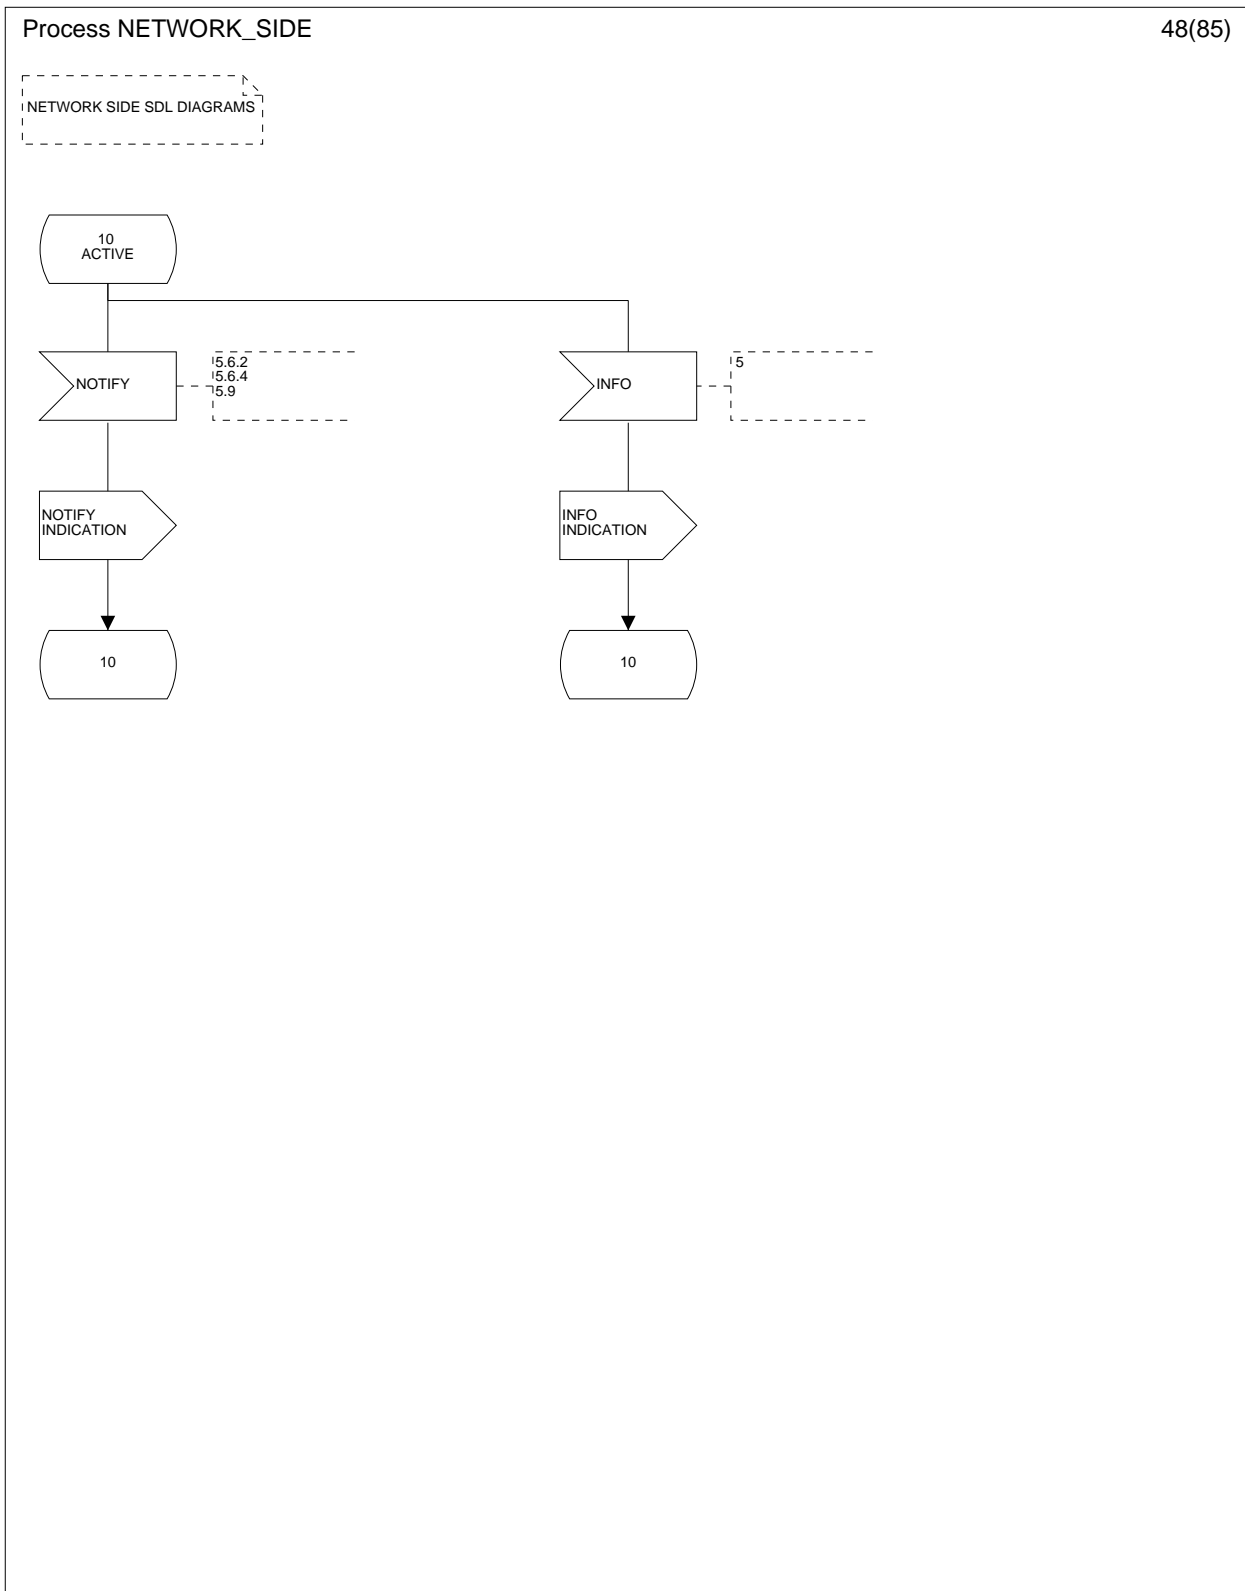 Process NETWORK_SIDE
48(85)
NETWORK SIDE SDL DIAGRAMS
10
ACTIVE
NOTIFY
5.6.2
5.6.4
5.9
INFO
5
NOTIFY
INDICATION
INFO
INDICATION
10
10